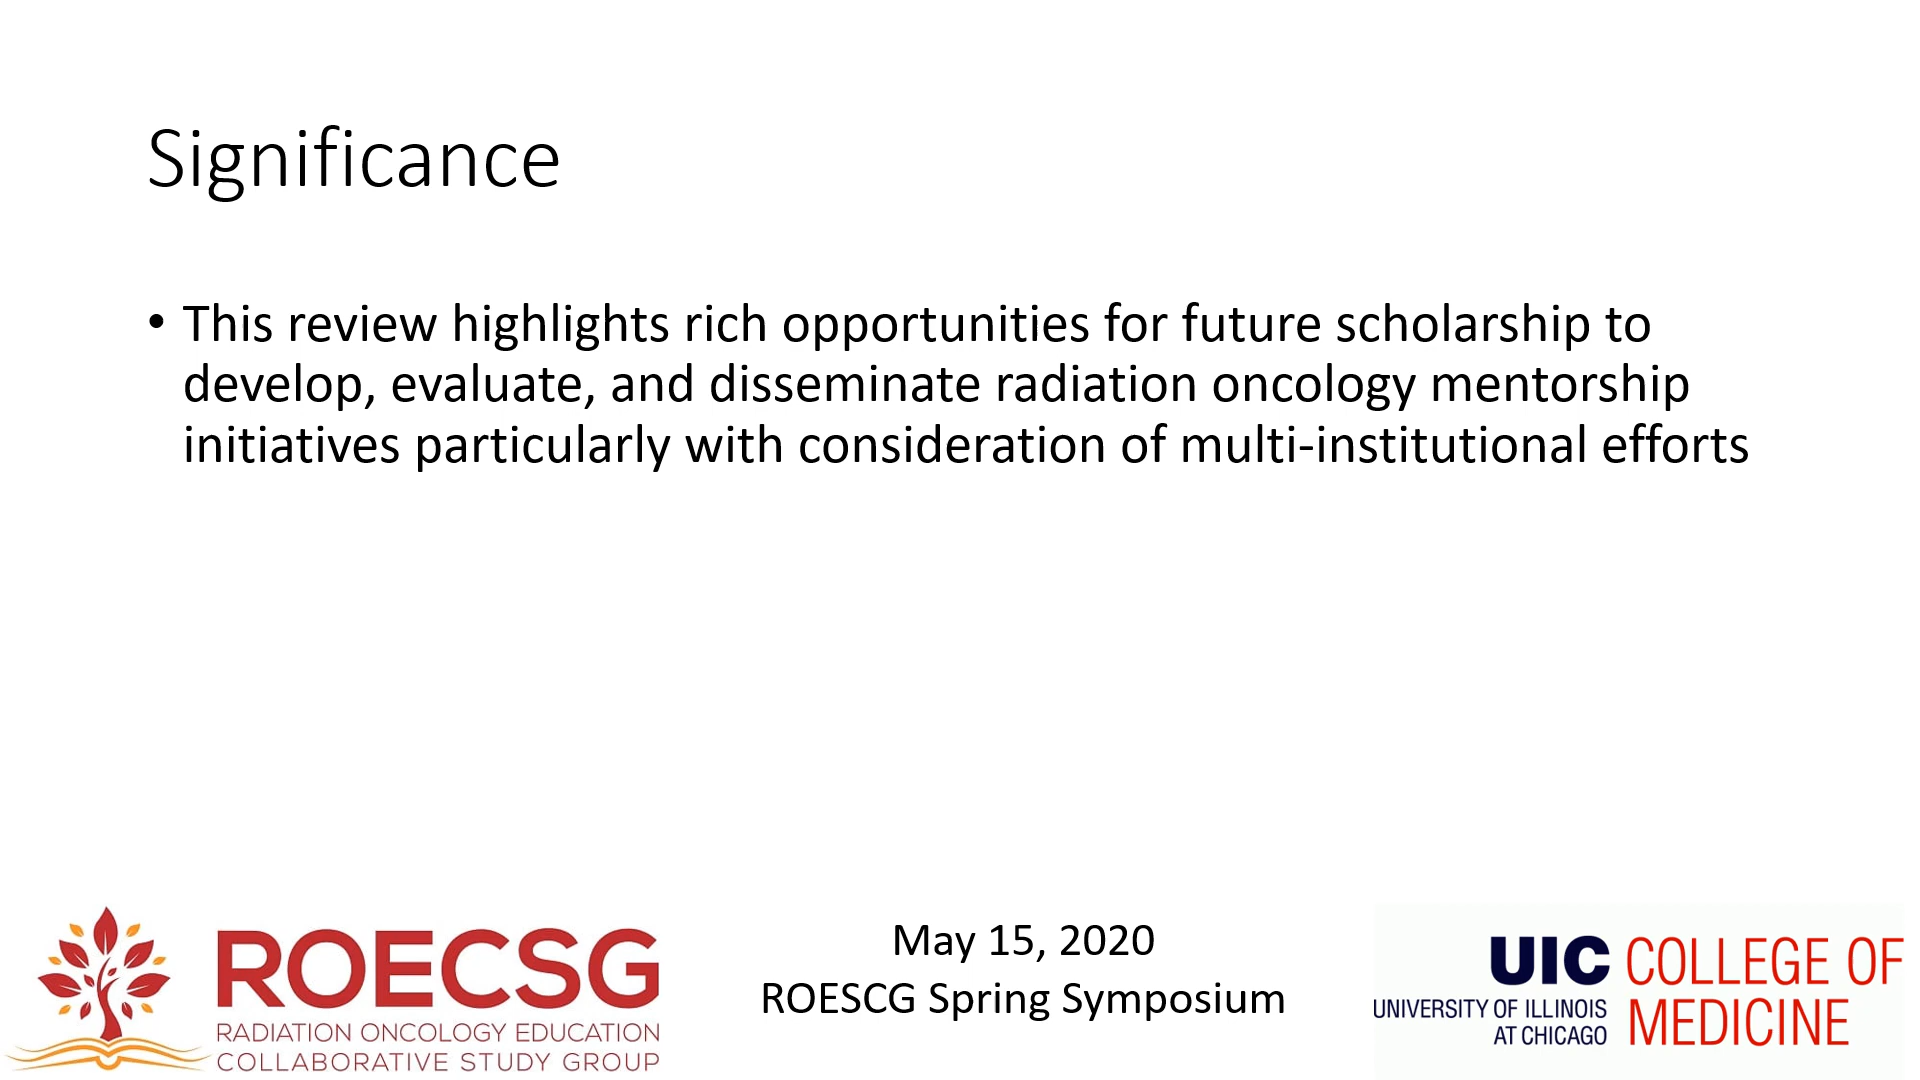 Significance
• This review highlights rich opportunities for future scholarship to
develop, evaluate, and disseminate radiation oncology mentorship
initiatives particularly with consideration of multi-institutional efforts
ROECSG
RADIATION ONCOLOGY EDUCATION
COLLABORATIVE STUDY GROUP
May 15, 2020
ROESCG Spring Symposium
UIC
UNIVERSITY OF ILLINOIS
AT CHICAGO
COLLEGE OF
MEDICINE